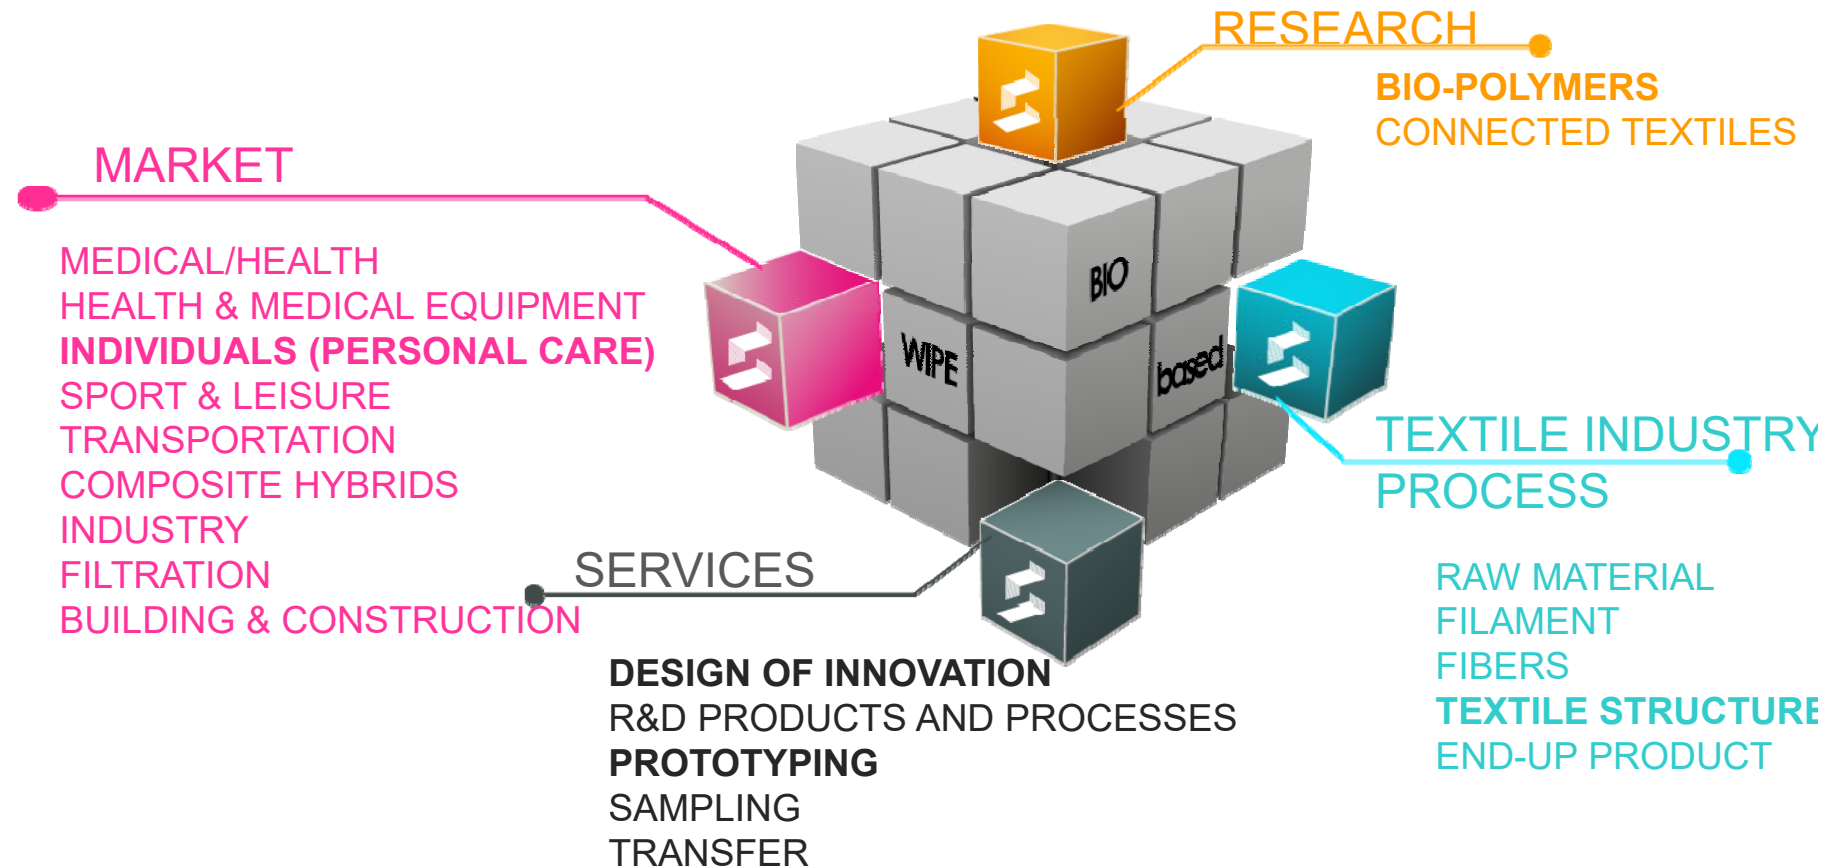 RESEARCH
BIO-POLYMERS
CONNECTED TEXTILES
MARKET
MEDICAL/HEALTH
HEALTH & MEDICAL EQUIPMENT
INDIVIDUALS (PERSONAL CARE)
SPORT & LEISURE
TRANSPORTATION
COMPOSITE HYBRIDS
INDUSTRY
FILTRATION
BUILDING & CONSTRUCTION
BIO
WIPE
based
TEXTILE INDUSTRY
PROCESS
RAW MATERIAL
FILAMENT
FIBERS
TEXTILE STRUCTURE
END-UP PRODUCT
SERVICES
DESIGN OF INNOVATION
R&D PRODUCTS AND PROCESSES
PROTOTYPING
SAMPLING
TRANSFER